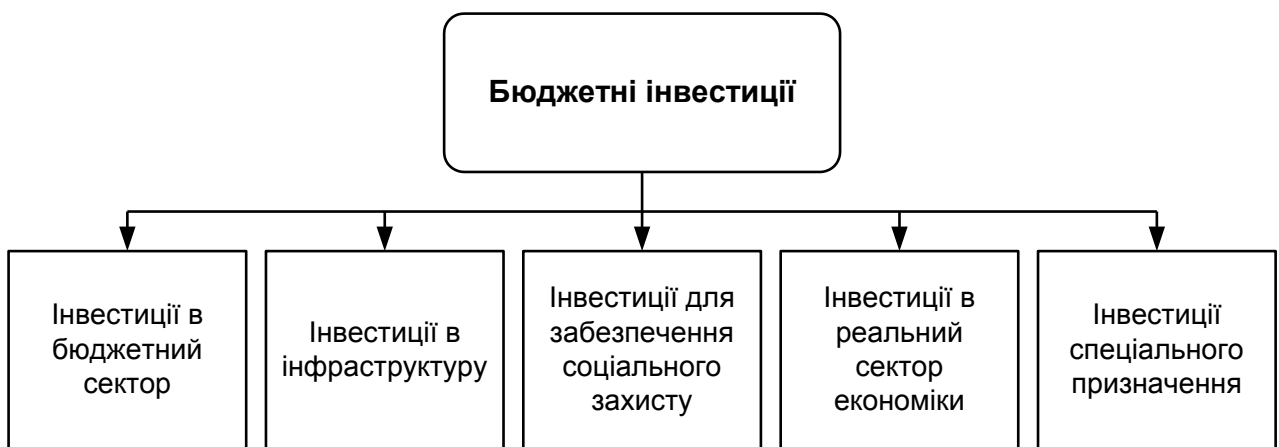 Бюджетні інвестиції
Інвестиції в
бюджетний
сектор
Інвестиції в
інфраструктуру
Інвестиції для
забезпечення
соціального
захисту
Інвестиції в
реальний
сектор
економіки
Інвестиції
спеціального
призначення